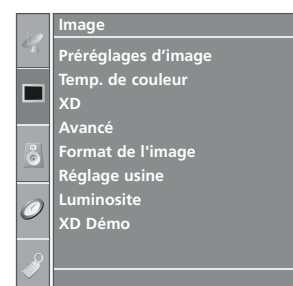 Image
Préréglages d’image
Temp. de couleur
XD
Avancé
Format de l'image
Réglage usine
Luminosite
XD Démo